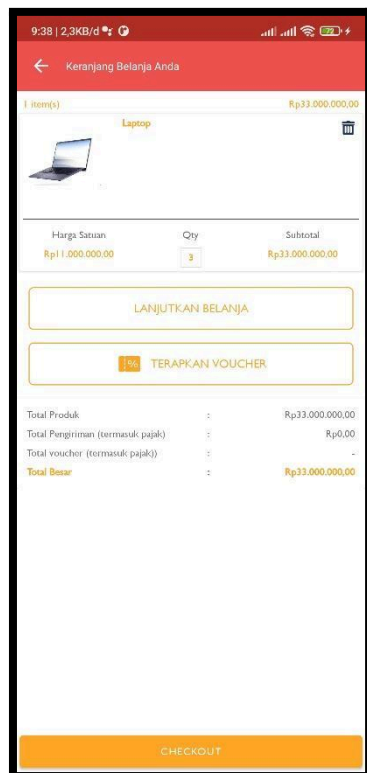 9:38 | 2,3KB/d
72
Keranjang Belanja Anda
1 item(s) Rp33.000.000,00
Laptop
Harga Satuan Qty Subtotal
Rp11.000.000,00 3 Rp33.000.000,00
LANJUTKAN BELANJA
% TERAPKAN VOUCHER
Total Produk : Rp33.000.000,00
Total Pengiriman (termasuk pajak) : Rp0,00
Total voucher (termasuk pajak)) : -
Total Besar : Rp33.000.000,00
CHECKOUT